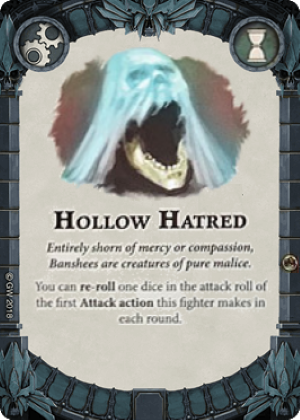 HOLLOW HATRED
Entirely shorn of mercy or compassion,
Banshees are creatures of pure malice.
You can re-roll one dice in the attack roll of
the first Attack action this fighter makes in
each round.
© GW 2018